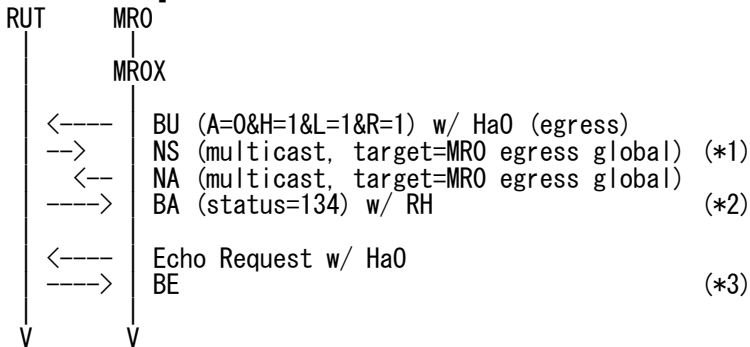 RUT MR0
MR0X
<---- BU (A=0&H=1&L=1&R=1) w/ HaO (egress)
--> NS (multicast, target=MR0 egress global) (*1)
<-- NA (multicast, target=MR0 egress global)
----> BA (status=134) w/ RH (*2)
<---- Echo Request w/ HaO
----> BE (*3)
V V